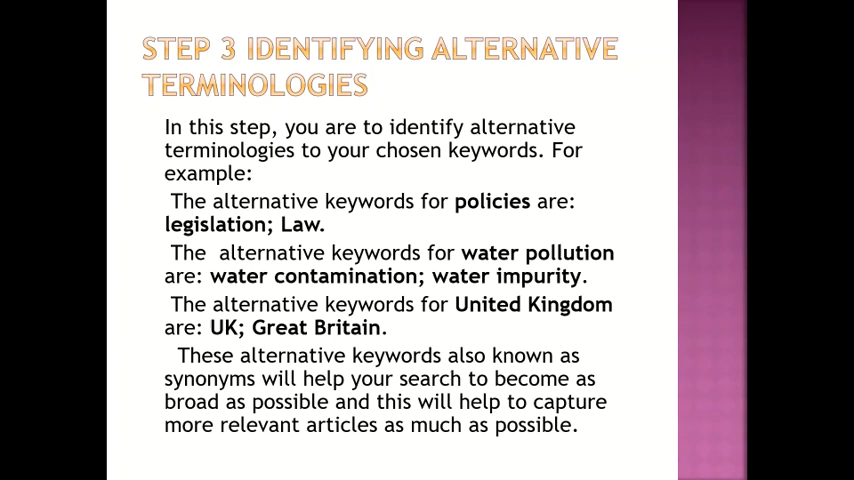 STEP 3 IDENTIFYING ALTERNATIVE
TERMINOLOGIES
In this step, you are to identify alternative
terminologies to your chosen keywords. For
example:
The alternative keywords for policies are:
legislation; Law.
The  alternative keywords for water pollution
are: water contamination; water impurity.
The alternative keywords for United Kingdom
are: UK; Great Britain.
These alternative keywords also known as
synonyms will help your search to become as
broad as possible and this will help to capture
more relevant articles as much as possible.